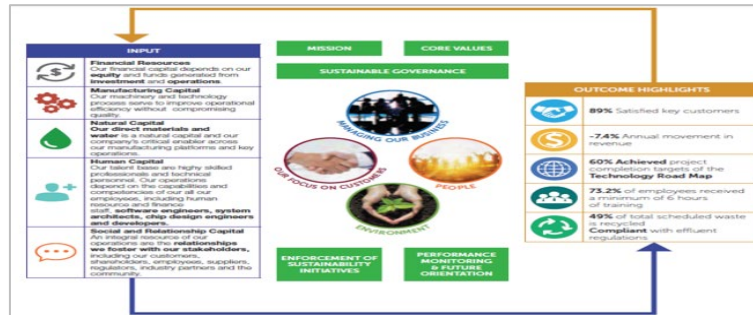 INPUT
Financial Resources
Our financial capital depends on our
equity and funds generated from
investment and operations.
Manufacturing Capital
Our machinery and technology
process serve to improve operational
efficiency without compromising
quality.
Natural Capital
Our direct materials and
water is a natural capital and our
company's critical enabler across
our manufacturing platforms and key
operations.
Human Capital
Our talent base are highly skilled
professionals and technical
personnel. Our operations
depend on the capabilities and
competencies of our all our
employees, including human
resource and finance
staff, software engineers, system
architects, chip design engineers
and developers.
Social and Relationship Capital
An integral resource of our
operations are the relationships
we foster with our stakeholders,
including our customers,
shareholders, employees, suppliers,
regulators, industry partners and the
community.
MISSION
CORE VALUES
SUSTAINABLE GOVERNANCE
MANAGING OUR BUSINESS
OUR FOCUS ON CUSTOMERS
PEOPLE
ENVIRONMENT
ENFORCEMENT OF
SUSTAINABILITY
INITIATIVES
PERFORMANCE
MONITORING
& FUTURE
ORIENTATION
OUTCOME HIGHLIGHTS
89% Satisfied key customers
-7.4% Annual movement in
revenue
60% Achieved project
completion targets of the
Technology Road Map
73.2% of employees received
a minimum of 6 hours
of training
49% of total scheduled waste
is recycled
Compliant with effluent
regulations